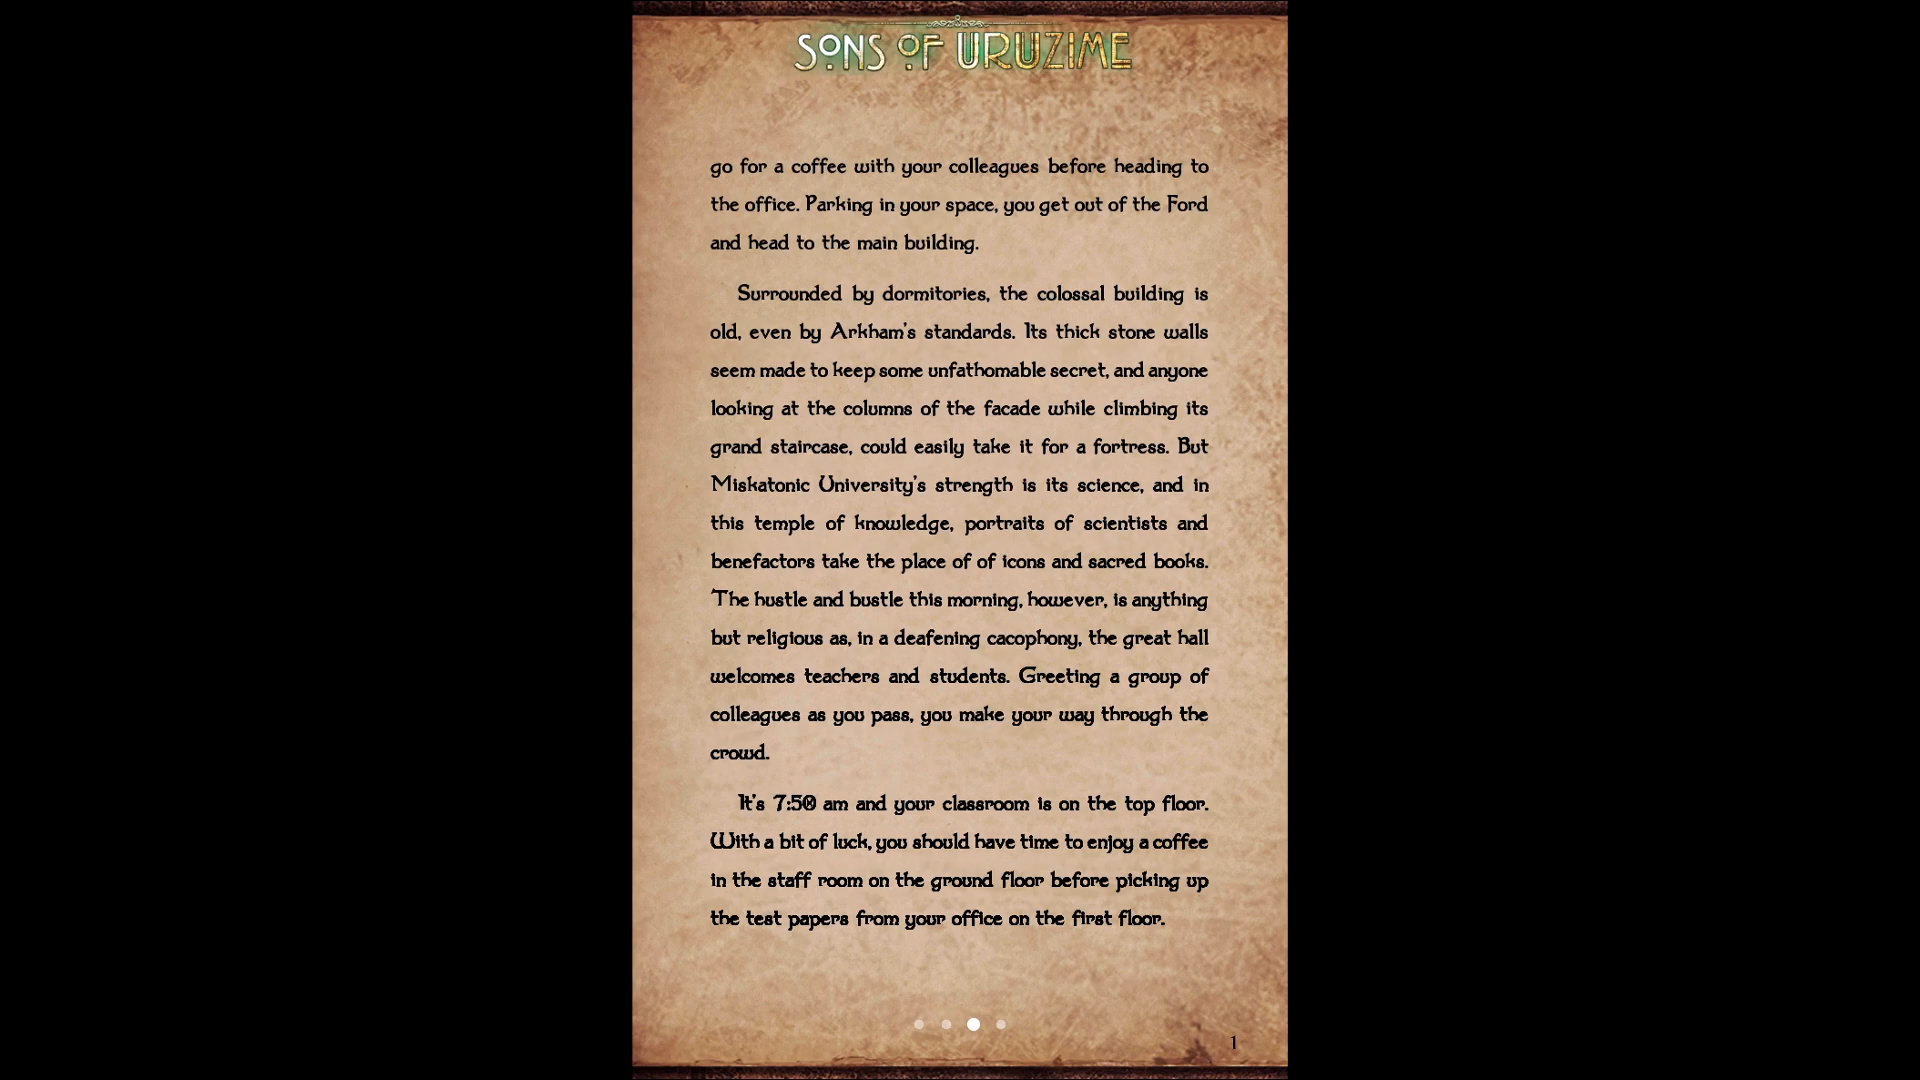 SONS OF URUZIME
go for a coffee with your colleagues before heading to
the office. Parking in your space, you get out of the Ford
and head to the main building.
Surrounded by dormitories, the colossal building is
old, even by Arkham's standards. Its thick stone walls
seem made to keep some unfathomable secret, and anyone
looking at the columns of the facade while climbing its
grand staircase, could easily take it for a fortress. But
Miskatonic University's strength is its science, and in
this temple of knowledge, portraits of scientists and
benefactors take the place of of icons and sacred books.
The hustle and bustle this morning, however, is anything
but religious as, in a deafening cacophony, the great hall
welcomes teachers and students. Greeting a group of
colleagues as you pass, you make your way through the
crowd.
It's 7:50 am and your classroom is on the top floor.
With a bit of luck, you should have time to enjoy a coffee
in the staff room on the ground floor before picking up
the test papers from your office on the first floor.
1